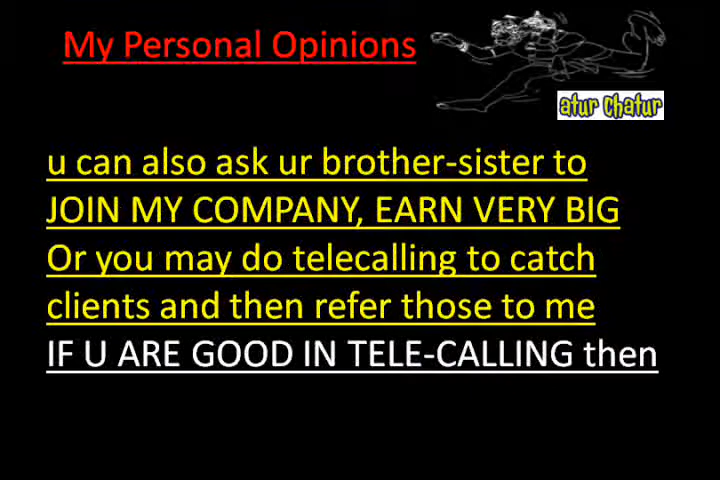 My Personal Opinions
atur Chatur
u can also ask ur brother-sister to
JOIN MY COMPANY, EARN VERY BIG
Or you may do telecalling to catch
clients and then refer those to me
IF U ARE GOOD IN TELE-CALLING then